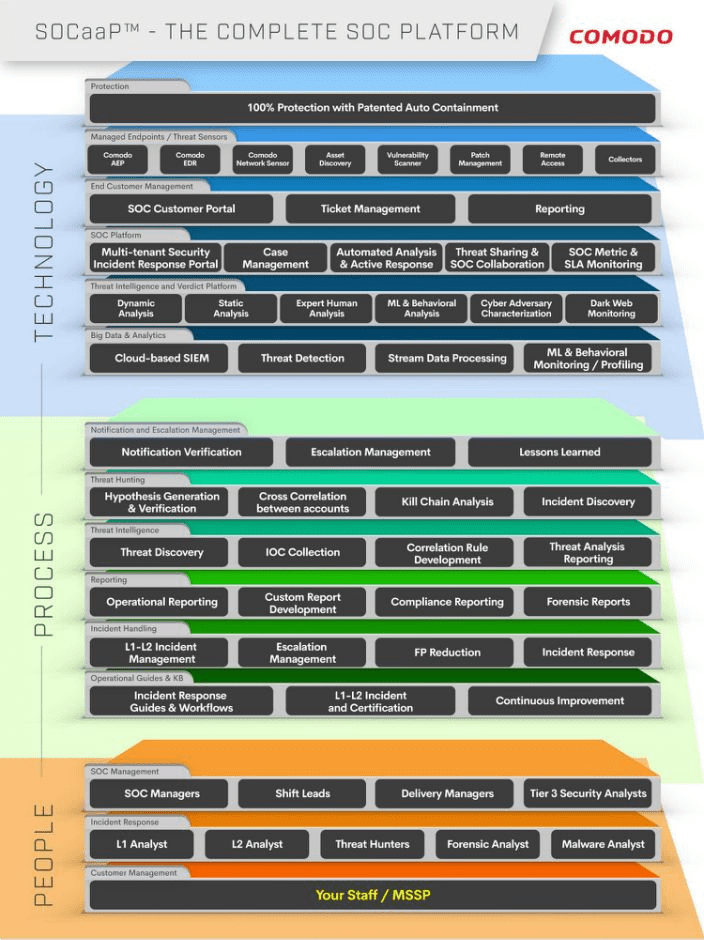 SOCaaP™ - THE COMPLETE SOC PLATFORM
COMODO
TECHNOLOGY
Protection
100% Protection with Patented Auto Containment
Managed Endpoints / Threat Sensors
Comodo
AEP
Comodo
EDR
Comodo
Network Sensor
Asset
Discovery
Vulnerability
Scanner
Patch
Management
Remote
Access
Collectors
End Customer Management
SOC Customer Portal
Ticket Management
Reporting
SOC Platform
Multi-tenant Security
Incident Response Portal
Case
Management
Automated Analysis
& Active Response
Threat Sharing &
SOC Collaboration
SOC Metric &
SLA Monitoring
Threat Intelligence and Verdict Platform
Dynamic
Analysis
Static
Analysis
Expert Human
Analysis
ML & Behavioral
Analysis
Cyber Adversary
Characterization
Dark Web
Monitoring
Big Data & Analytics
Cloud-based SIEM
Threat Detection
Stream Data Processing
ML & Behavioral
Monitoring / Profiling
PROCESS
Notification and Escalation Management
Notification Verification
Escalation Management
Lessons Learned
Threat Hunting
Hypothesis Generation
& Verification
Cross Correlation
between accounts
Kill Chain Analysis
Incident Discovery
Threat Intelligence
Threat Discovery
IOC Collection
Correlation Rule
Development
Threat Analysis
Reporting
Reporting
Operational Reporting
Custom Report
Development
Compliance Reporting
Forensic Reports
Incident Handling
L1-L2 Incident
Management
Escalation
Management
FP Reduction
Incident Response
Operational Guides & KB
Incident Response
Guides & Workflows
L1-L2 Incident
and Certification
Continuous Improvement
PEOPLE
SOC Management
SOC Managers
Shift Leads
Delivery Managers
Tier 3 Security Analysts
Incident Response
L1 Analyst
L2 Analyst
Threat Hunters
Forensic Analyst
Malware Analyst
Customer Management
Your Staff / MSSP